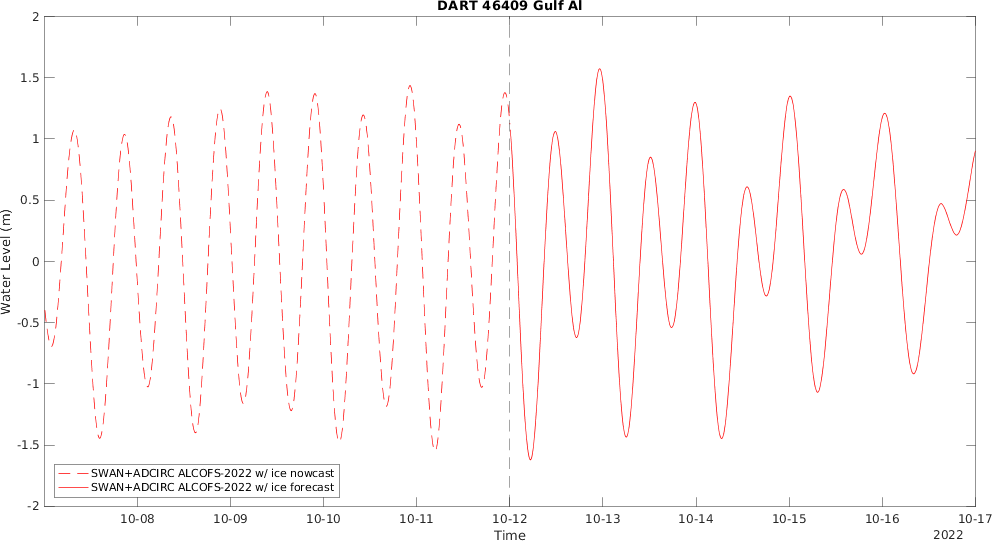 DART 46409 Gulf Al
2
1.5
1
0.5
0
-0.5
-1
-1.5
-2
Water Level (m)
SWAN+ADCIRC ALCOFS-2022 w/ ice nowcast
SWAN+ADCIRC ALCOFS-2022 w/ ice forecast
10-08 10-09 10-10 10-11 10-12 10-13 10-14 10-15 10-16 10-17
Time
2022